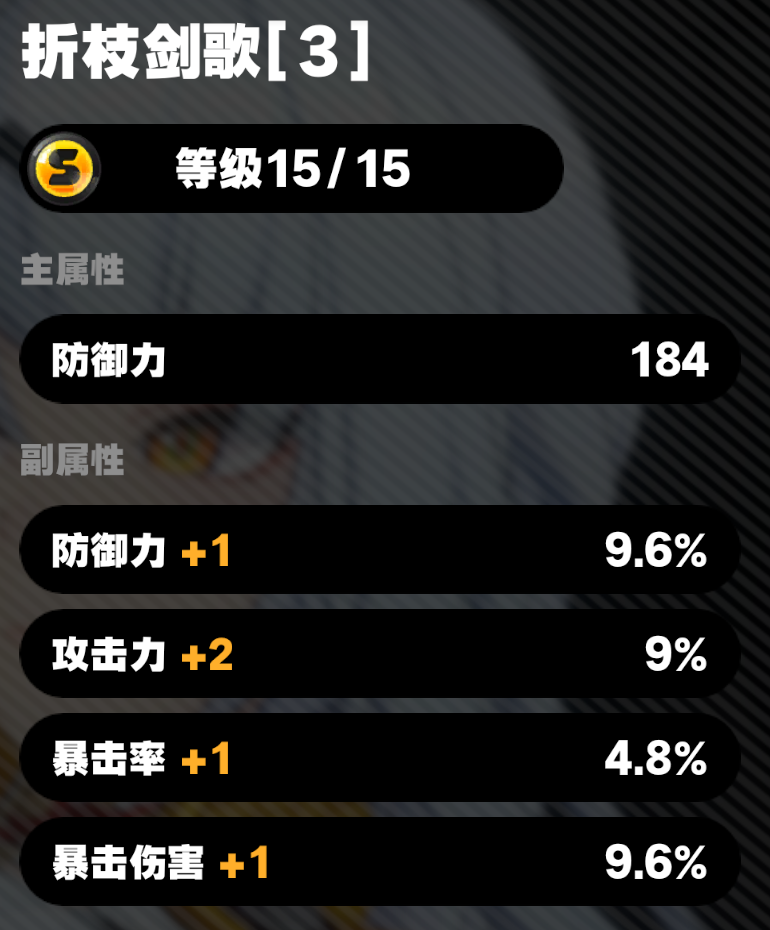 折枝剑歌[3]
S 等级15/15
主属性
防御力 184
副属性
防御力 +1 9.6%
攻击力 +2 9%
暴击率 +1 4.8%
暴击伤害 +1 9.6%